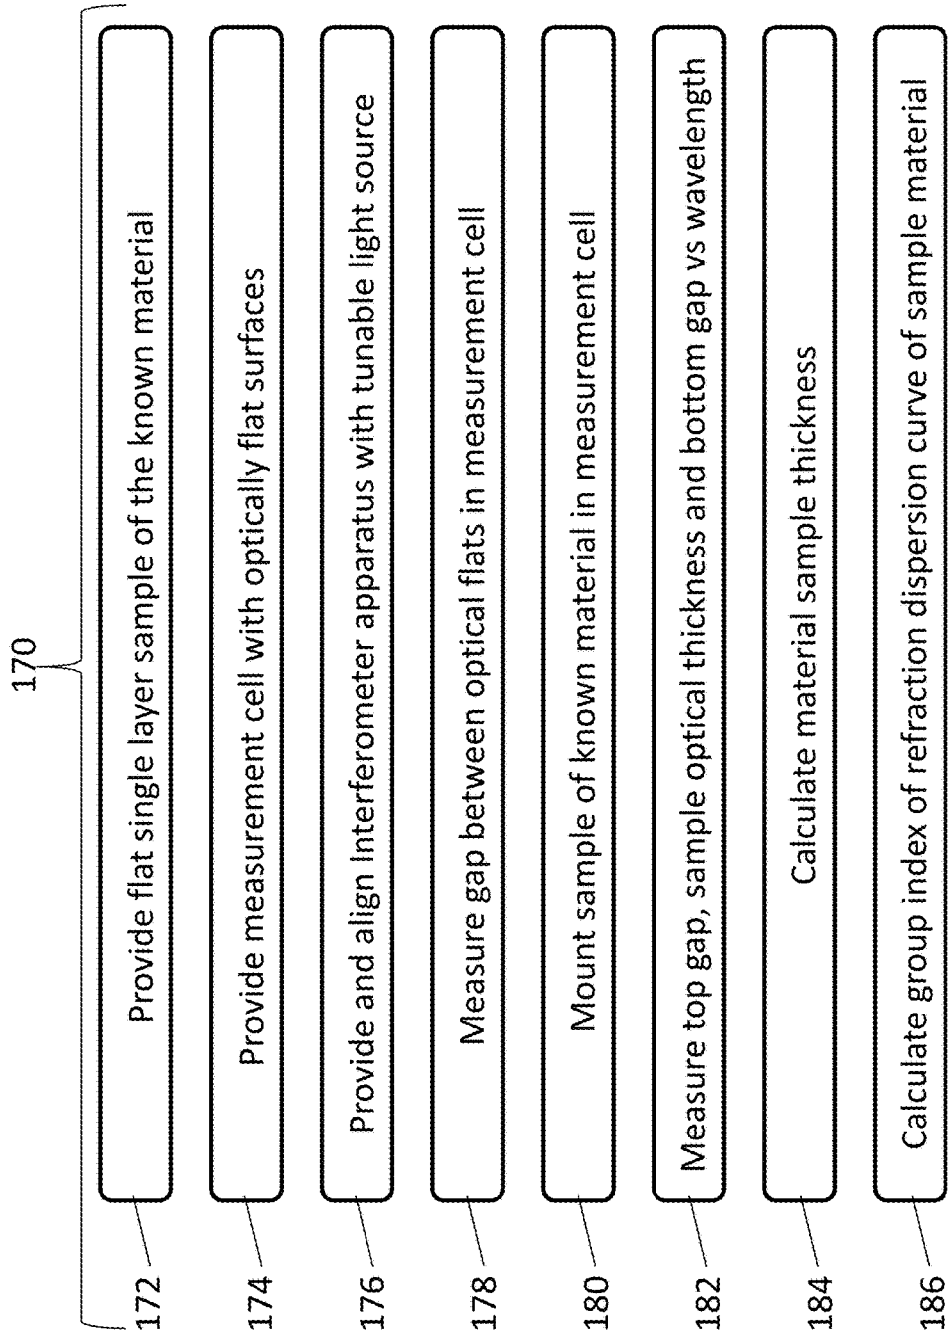 170
172 Provide flat single layer sample of the known material
174 Provide measurement cell with optically flat surfaces
176 Provide and align Interferometer apparatus with tunable light source
178 Measure gap between optical flats in measurement cell
180 Mount sample of known material in measurement cell
182 Measure top gap, sample optical thickness and bottom gap vs wavelength
184 Calculate material sample thickness
186 Calculate group index of refraction dispersion curve of sample material